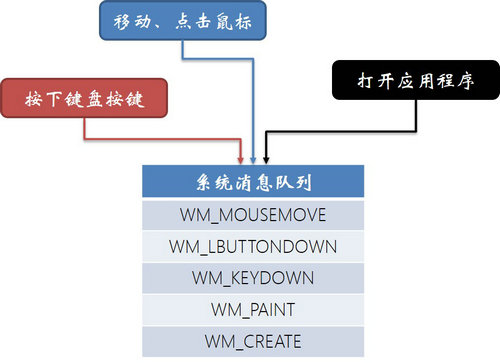 移动、点击鼠标
按下键盘按键
打开应用程序
系统消息队列
WM_MOUSEMOVE
WM_LBUTTONDOWN
WM_KEYDOWN
WM_PAINT
WM_CREATE